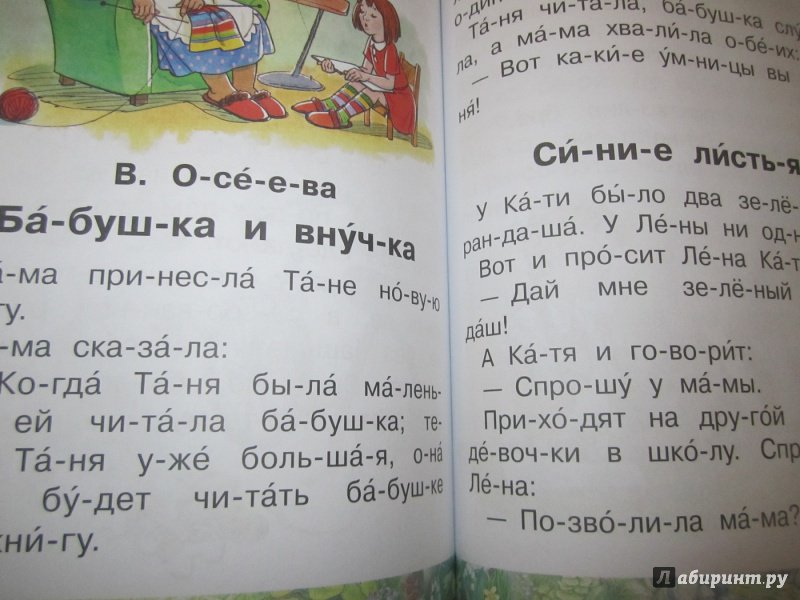 В. О-се́-е-ва
Ба́-буш-ка и вну́ч-ка
а́-ма при-нес-ла́ Та́-не но́-ву-ю
гу.
-ма ска-за́-ла:
Ко-гда́ Та́-ня бы-ла́ ма́-лень-
ей чи-та́-ла ба́-буш-ка; те-
Та́-ня у-же́ боль-ша́-я, о-на́
бу́-дет чи-та́ть ба́-буш-ке
кни́-гу.
Та́-ня чи-та́-ла, ба́-буш-ка слу́
ла, а ма́-ма хва-ли́-ла о-бе́-их:
— Вот ка-ки́-е у́м-ни-цы вы
ня́!
Си́-ни-е ли́сть-я
У Ка́-ти бы́-ло два зе-лё-
ран-да-ша́. У Ле́-ны ни од-н
Вот и про́-сит Ле́-на Ка́-т
— Дай мне зе-лё-ный
да́ш!
А Ка́-тя и го-во-ри́т:
— Спро-шу́ у ма́-мы.
При-хо́-дят на дру-го́й
де́-воч-ки в шко́-лу. Спр
Ле́-на:
— По-зво́-ли-ла ма́-ма?
Лабиринт.ру